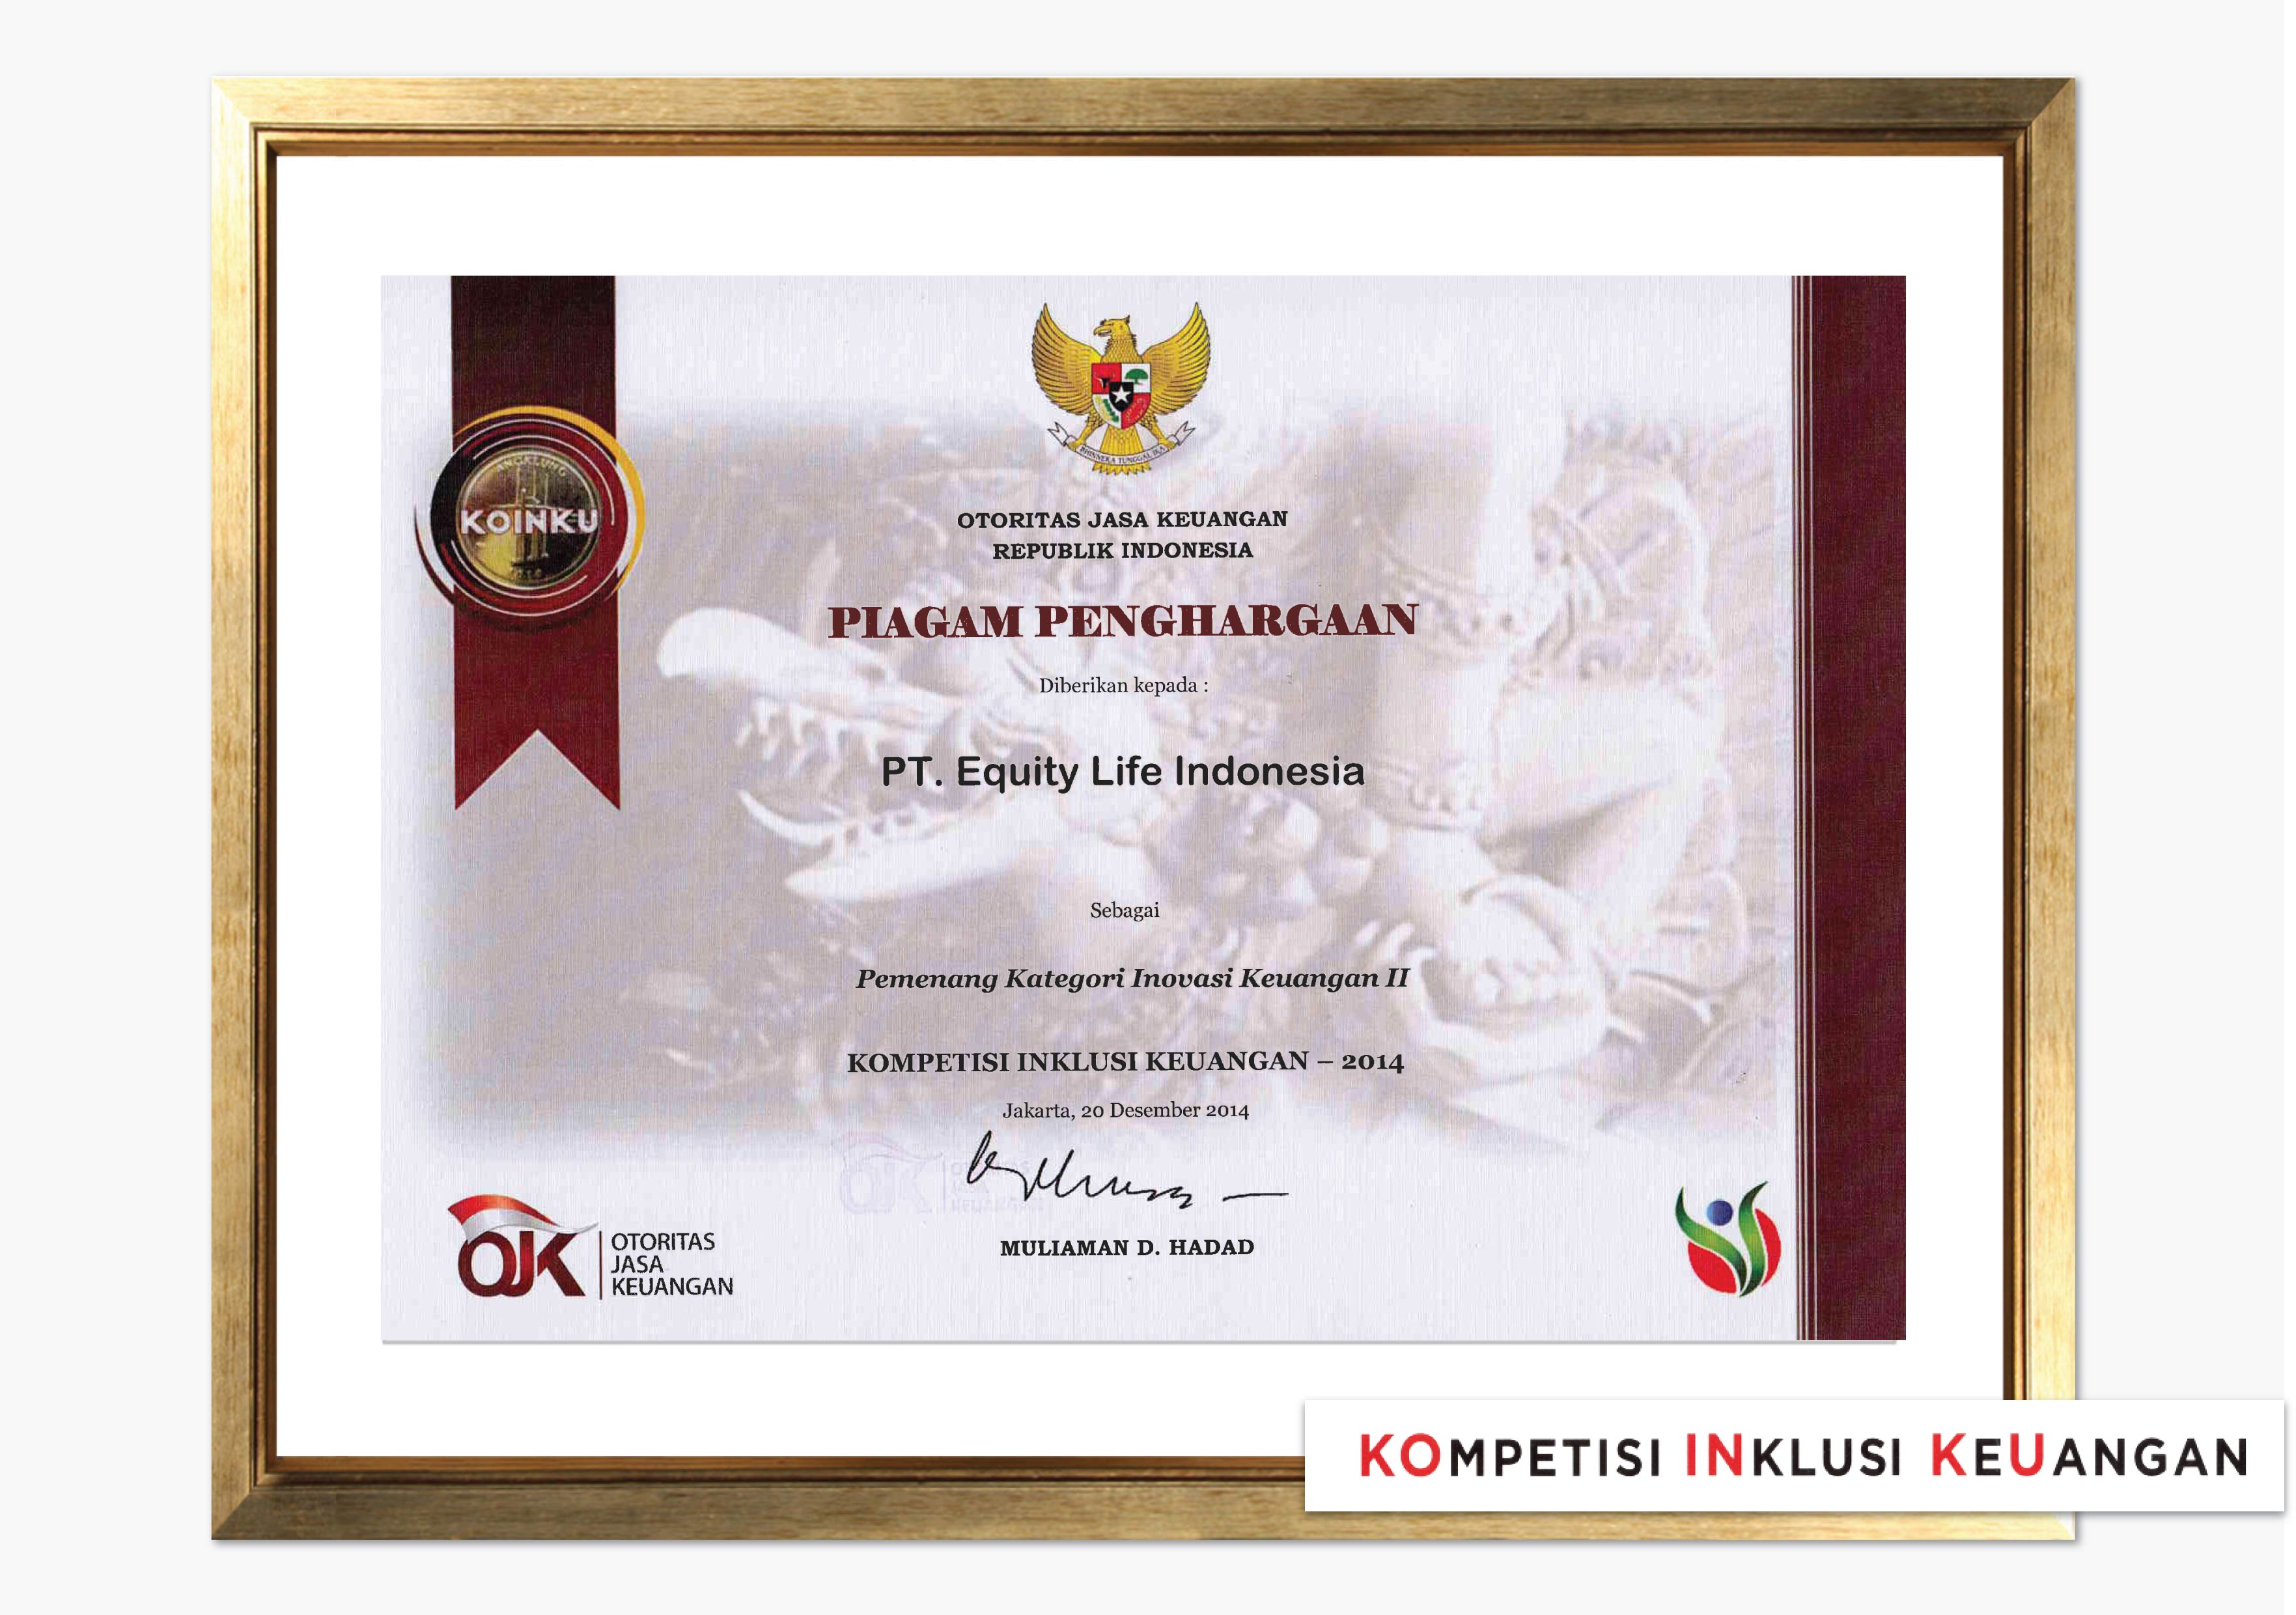 BHINNEKA TUNGGAL IKA
ANGKLUNG
KOINKU
OTORITAS JASA KEUANGAN
REPUBLIK INDONESIA
PIAGAM PENGHARGAAN
Diberikan kepada :
PT. Equity Life Indonesia
Sebagai
Pemenang Kategori Inovasi Keuangan II
KOMPETISI INKLUSI KEUANGAN – 2014
Jakarta, 20 Desember 2014
MULIAMAN D. HADAD
OJK
OTORITAS
JASA
KEUANGAN
KOMPETISI INKLUSI KEUANGAN